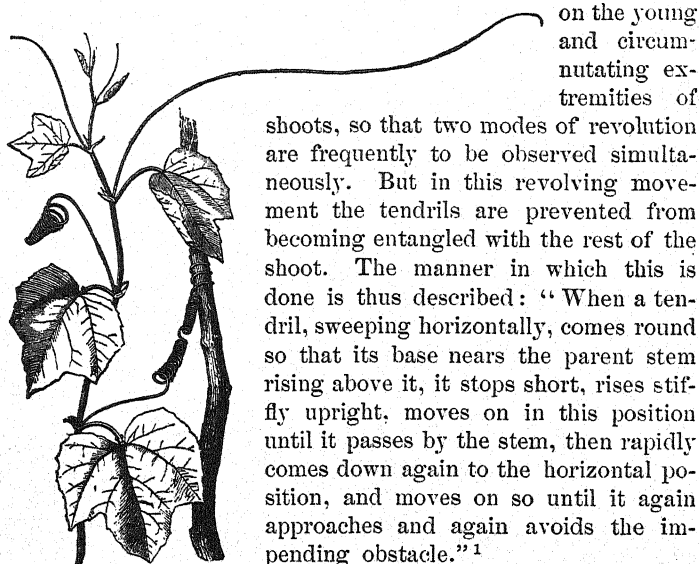 on the young
and circum-
nutating ex-
tremities of
shoots, so that two modes of revolution
are frequently to be observed simulta-
neously. But in this revolving move-
ment the tendrils are prevented from
becoming entangled with the rest of the
shoot. The manner in which this is
done is thus described: “ When a ten-
dril, sweeping horizontally, comes round
so that its base nears the parent stem
rising above it, it stops short, rises stif-
fly upright, moves on in this position
until it passes by the stem, then rapidly
comes down again to the horizontal po-
sition, and moves on so until it again
approaches and again avoids the im-
pending obstacle.” 1